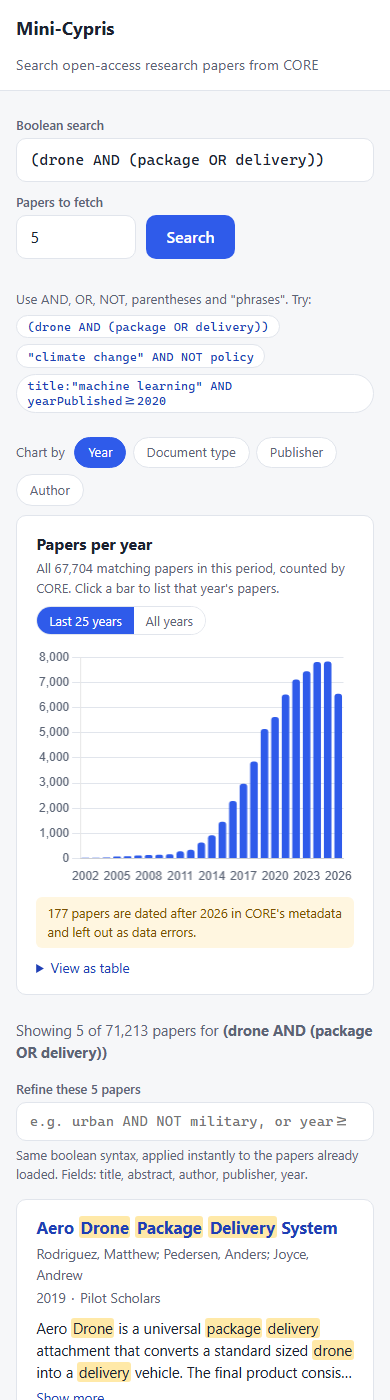 Mini-Cypris
Search open-access research papers from CORE
Boolean search
(drone AND (package OR delivery))
Papers to fetch
5
Search
Use AND, OR, NOT, parentheses and "phrases". Try:
(drone AND (package OR delivery))
"climate change" AND NOT policy
title:"machine learning" AND
yearPublished≥2020
Chart by
Year
Document type
Publisher
Author
Papers per year
All 67,704 matching papers in this period, counted by
CORE. Click a bar to list that year's papers.
Last 25 years
All years
8,000
7,000
6,000
5,000
4,000
3,000
2,000
1,000
0
2002 2005 2008 2011 2014 2017 2020 2023 2026
177 papers are dated after 2026 in CORE's metadata
and left out as data errors.
▶ View as table
Showing 5 of 71,213 papers for (drone AND (package
OR delivery))
Refine these 5 papers
e.g. urban AND NOT military, or year≥
Same boolean syntax, applied instantly to the papers already
loaded. Fields: title, abstract, author, publisher, year.
Aero Drone Package Delivery System
Rodriguez, Matthew; Pedersen, Anders; Joyce,
Andrew
2019 · Pilot Scholars
Aero Drone is a universal package delivery
attachment that converts a standard sized drone
into a delivery vehicle. The final product consis...
Show more